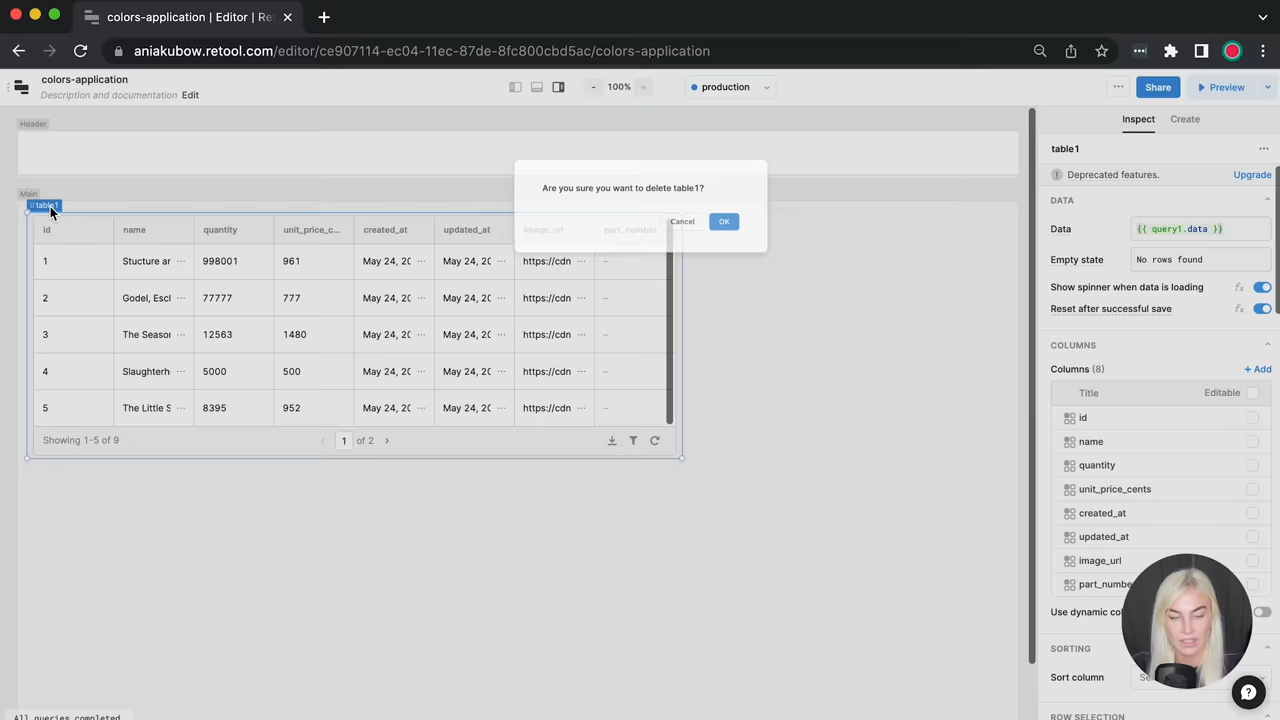 colors-application | Editor | Ret
aniakubow.retool.com/editor/ce907114-ec04-11ec-87de-8fc800cdd5ac/colors-application
colors-application
Description and documentation Edit
- 100% +
production
Share
Preview
Header
Main
table1
Are you sure you want to delete table1?
Cancel OK
id name quantity unit_price_c... created_at updated_at image_url part_number
1 Stucture ar ... 998001 961 May 24, 20 ... May 24, 20 ... https://cdn ... –
2 Godel, Escl ... 77777 777 May 24, 20 ... May 24, 20 ... https://cdn ... –
3 The Season ... 12563 1480 May 24, 20 ... May 24, 20 ... https://cdn ... –
4 Slaughterh ... 5000 500 May 24, 20 ... May 24, 20 ... https://cdn ... –
5 The Little S ... 8395 952 May 24, 20 ... May 24, 20 ... https://cdn ... –
Showing 1-5 of 9
1 of 2
All queries completed
Inspect Create
table1
Deprecated features. Upgrade
DATA
Data {{ query1.data }}
Empty state No rows found
Show spinner when data is loading fx
Reset after successful save fx
COLUMNS
Columns (8) + Add
Title Editable
id
name
quantity
unit_price_cents
created_at
updated_at
image_url
part_numbe
Use dynamic col
SORTING
Sort column
ROW SELECTION